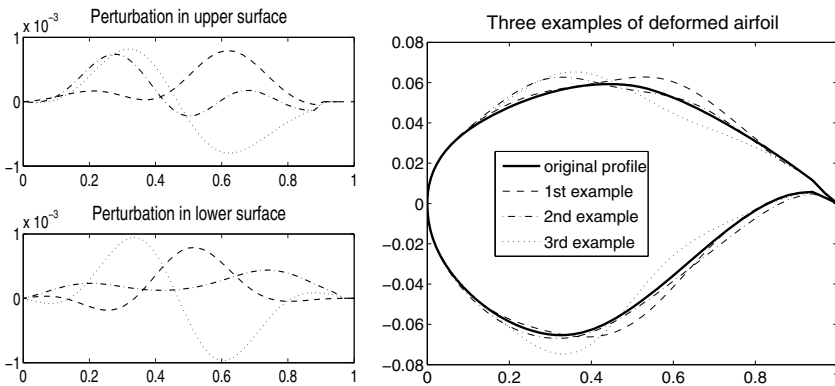 Perturbation in upper surface
1 x 10⁻³
0
−1
0 0.2 0.4 0.6 0.8 1
Perturbation in lower surface
1 x 10⁻³
0
−1
0 0.2 0.4 0.6 0.8 1
Three examples of deformed airfoil
0.08
0.06
0.04
0.02
0
−0.02
−0.04
−0.06
−0.08
0 0.2 0.4 0.6 0.8
original profile
1st example
2nd example
3rd example